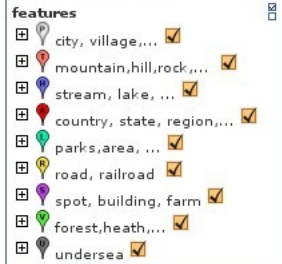 features
P city, village,...
T mountain,hill,rock,...
H stream, lake, ...
A country, state, region,...
L parks,area, ...
R road, railroad
S spot, building, farm
V forest,heath,...
U undersea